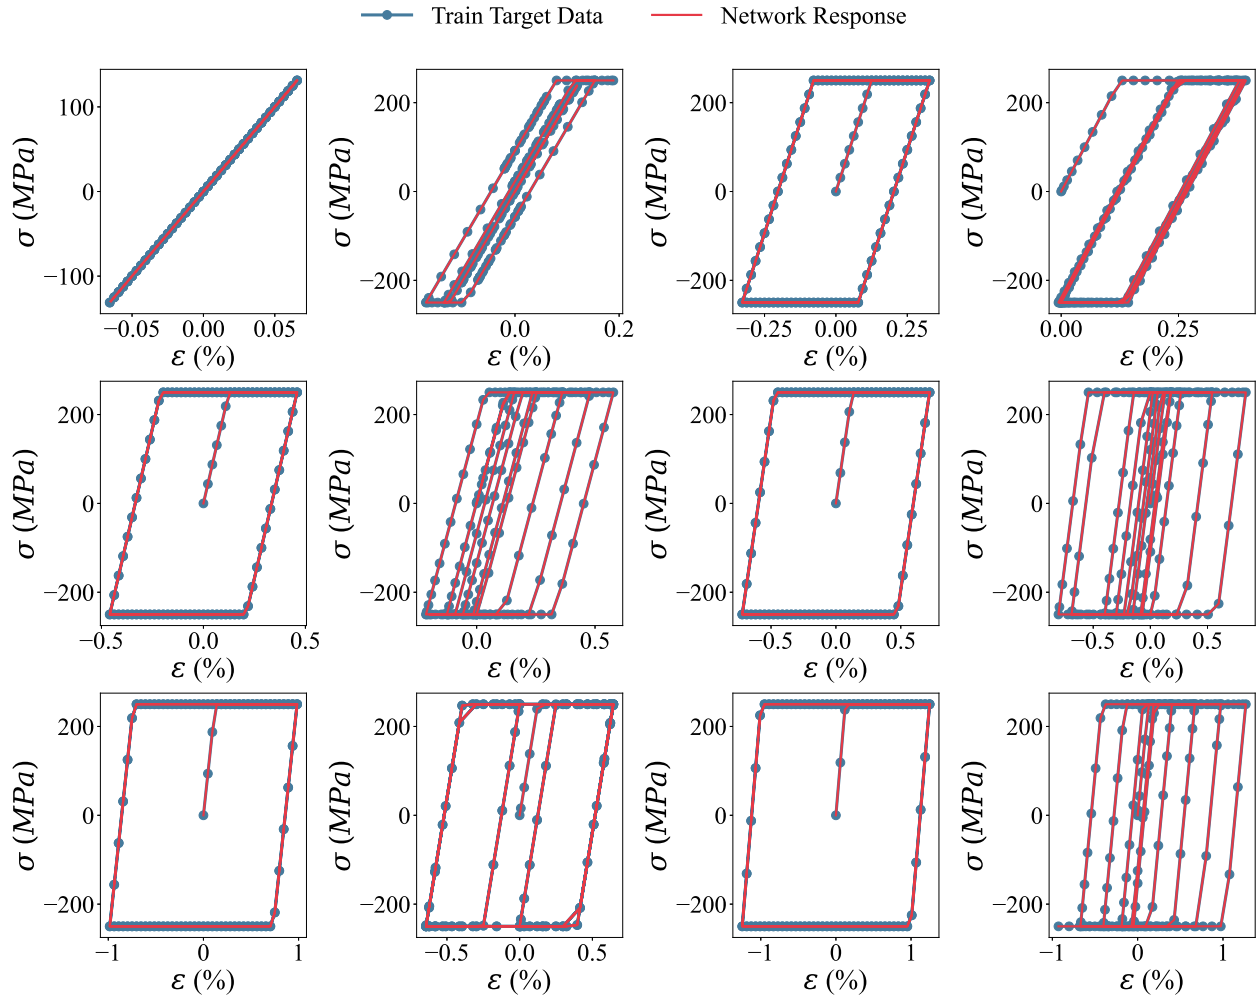 Train Target Data Network Response
σ (MPa) 100 0 −100 −0.05 0.00 0.05 ε (%)
σ (MPa) 200 0 −200 0.0 0.2 ε (%)
σ (MPa) 200 0 −200 −0.25 0.00 0.25 ε (%)
σ (MPa) 200 0 −200 0.00 0.25 ε (%)
σ (MPa) 200 0 −200 −0.5 0.0 0.5 ε (%)
σ (MPa) 200 0 −200 0.0 0.5 ε (%)
σ (MPa) 200 0 −200 −0.5 0.0 0.5 ε (%)
σ (MPa) 200 0 −200 −0.5 0.0 0.5 ε (%)
σ (MPa) 200 0 −200 −1 0 1 ε (%)
σ (MPa) 200 0 −200 −0.5 0.0 0.5 ε (%)
σ (MPa) 200 0 −200 −1 0 1 ε (%)
σ (MPa) 200 0 −200 −1 0 1 ε (%)